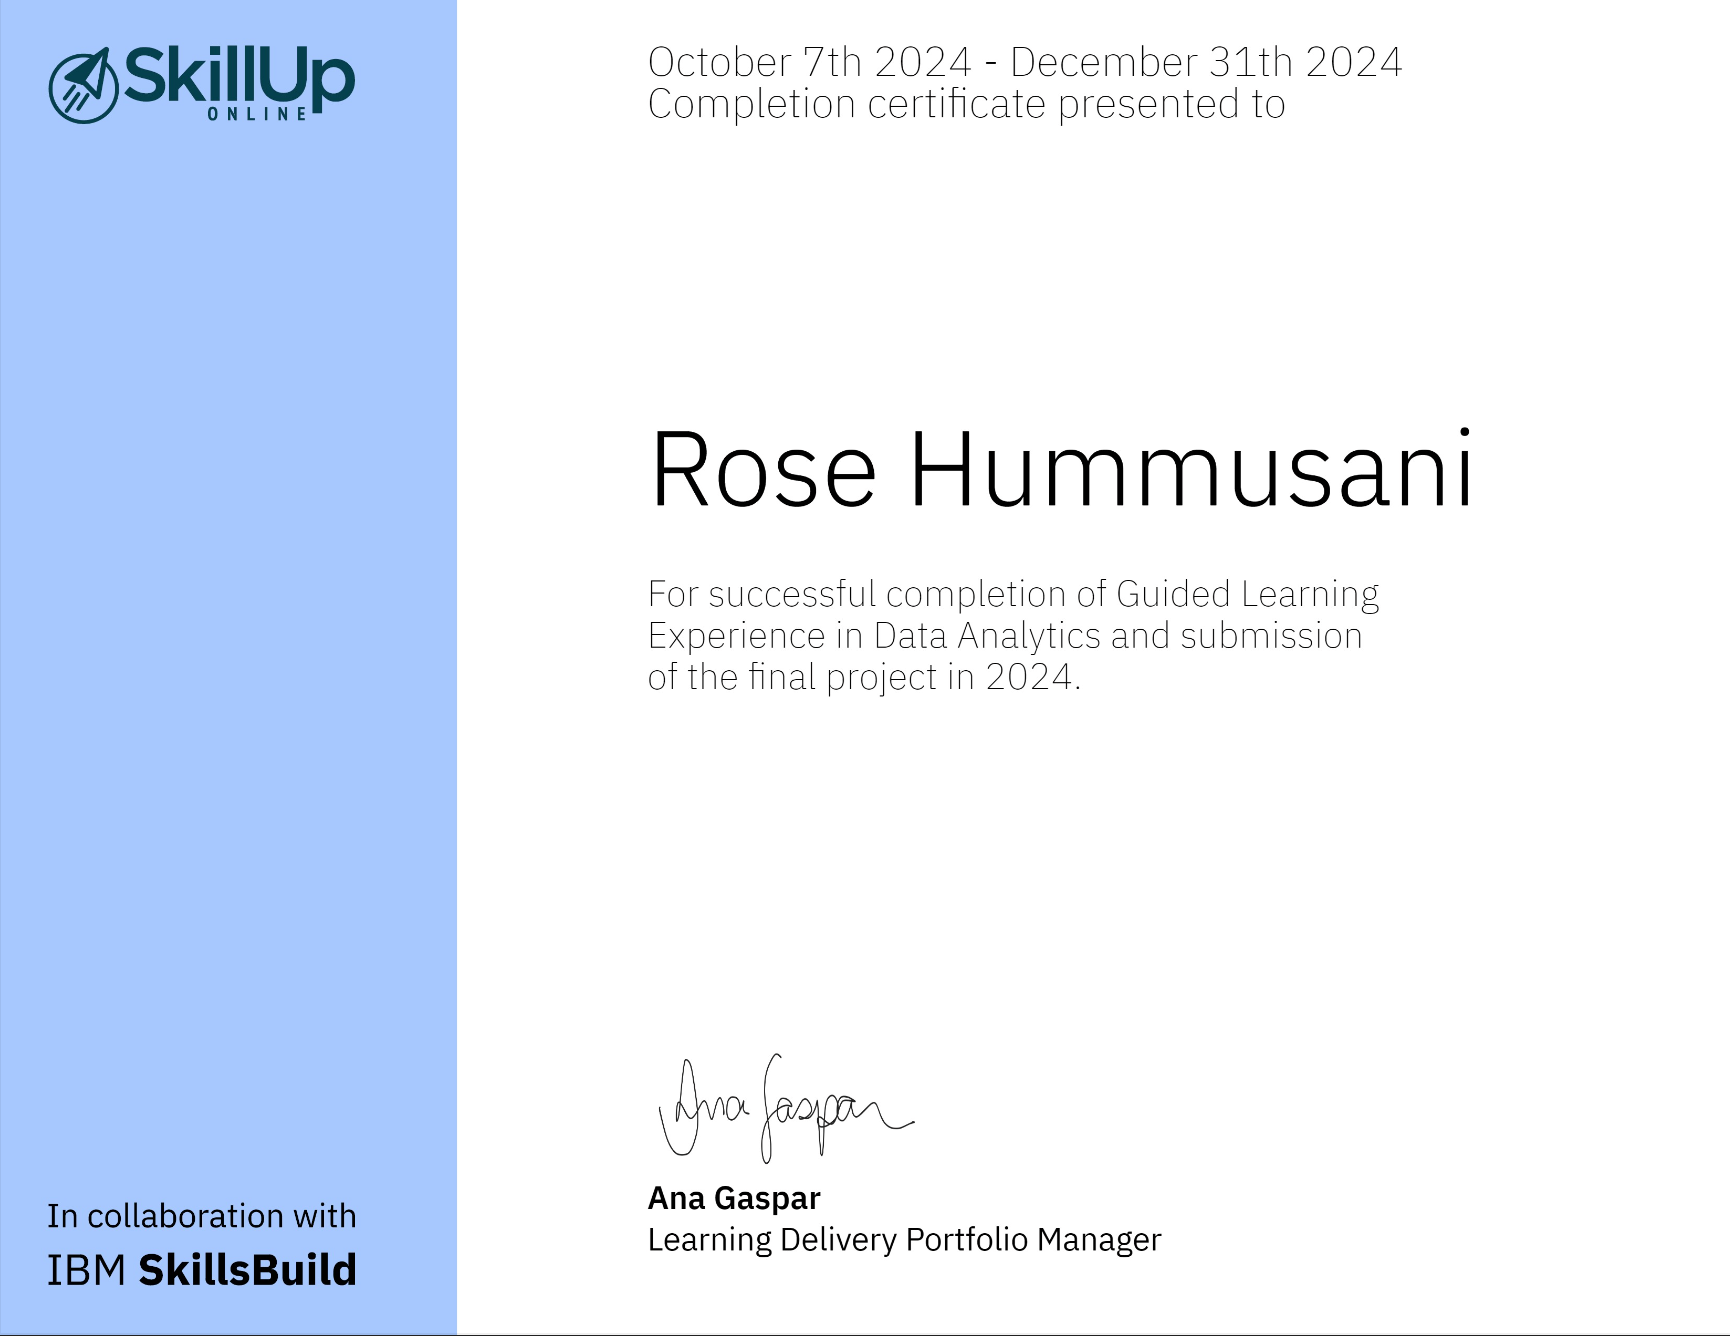 SkillUp
ONLINE
October 7th 2024 - December 31th 2024
Completion certificate presented to
Rose Hummusani
For successful completion of Guided Learning
Experience in Data Analytics and submission
of the final project in 2024.
Ana Gaspar
Ana Gaspar
Learning Delivery Portfolio Manager
In collaboration with
IBM SkillsBuild